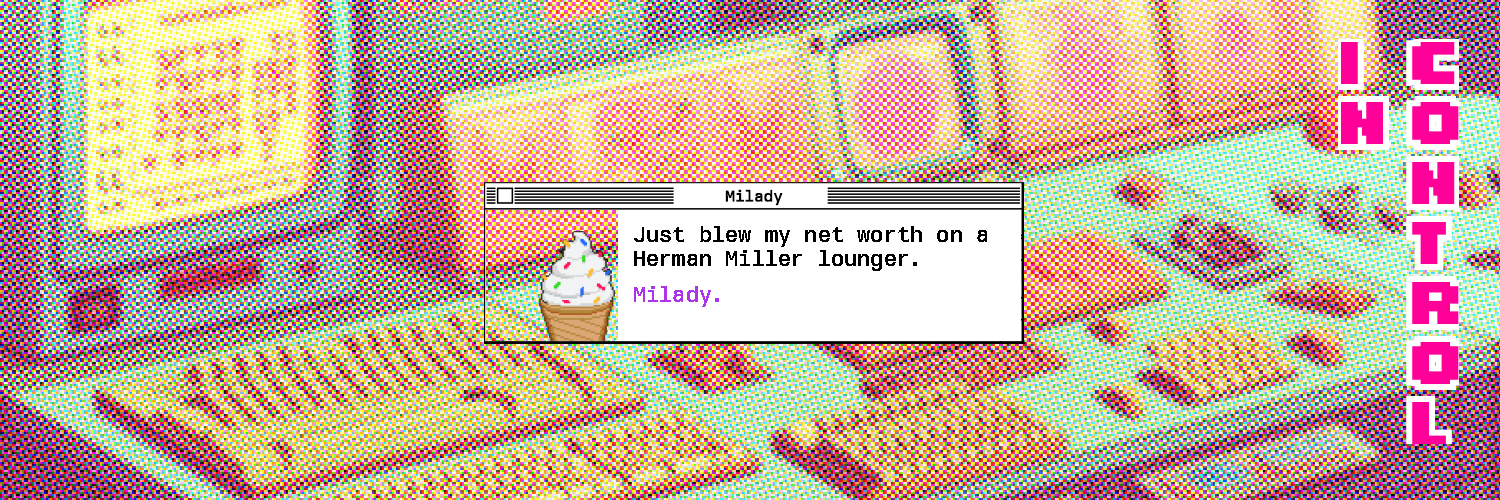 Milady
Just blew my net worth on a
Herman Miller lounger.
Milady.
IN
CONTROL